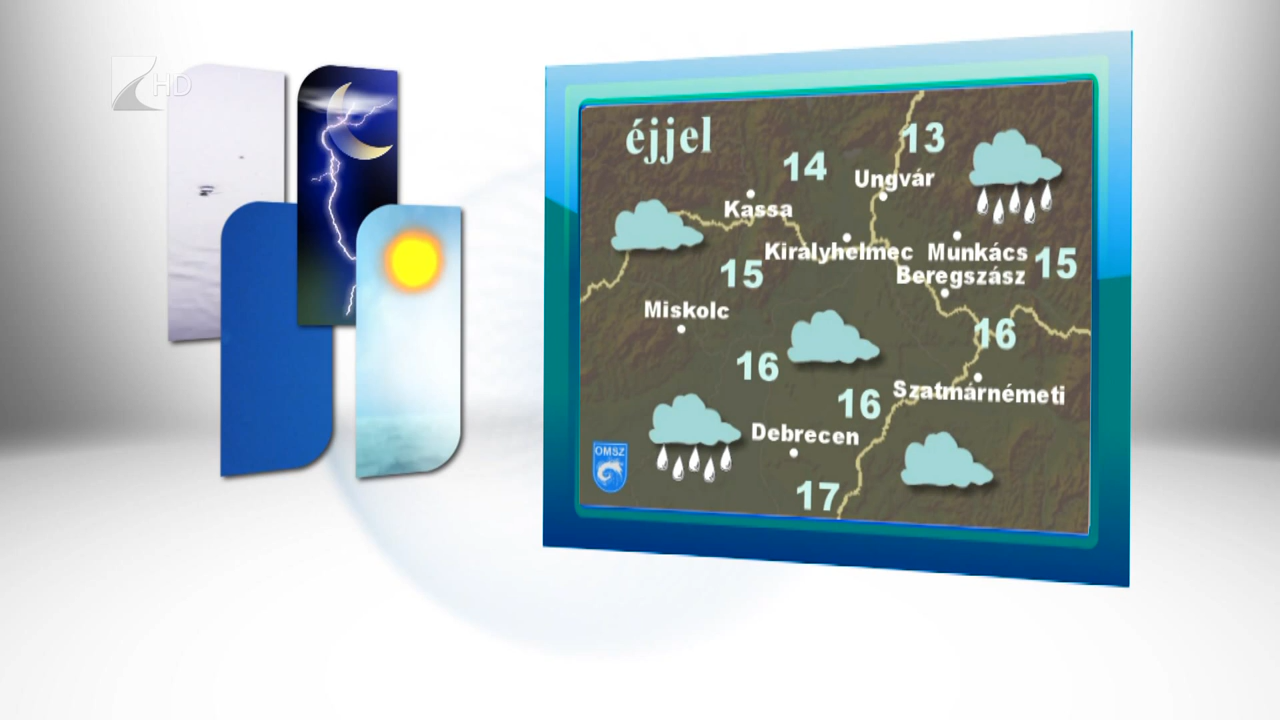 HD
éjjel
13
14
Ungvár
Kassa
Királyhelmec
Munkács
15
15
Beregszász
Miskolc
16
16
Szatmárnémeti
16
Debrecen
OMSZ
17